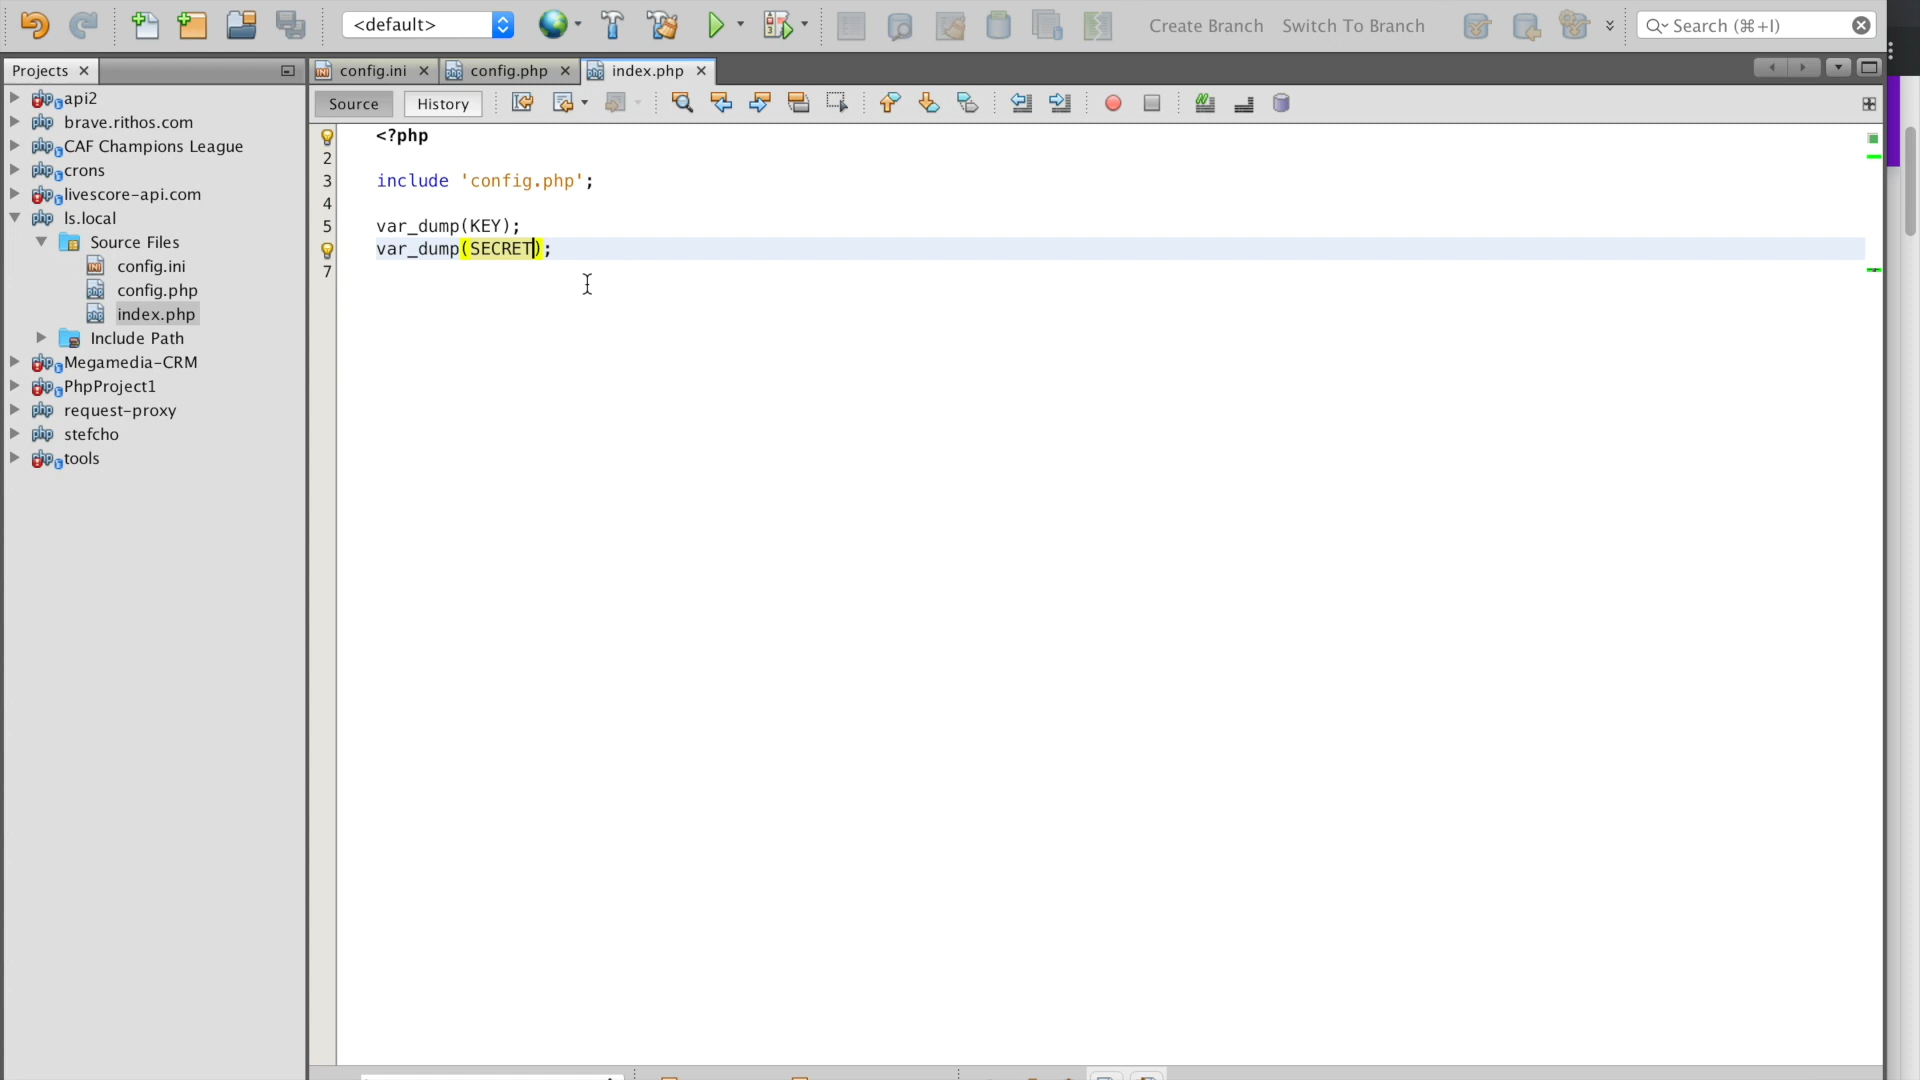 <default>
Create Branch
Switch To Branch
Search (⌘+I)
Projects
config.ini
config.php
index.php
Source
History
api2
brave.rithos.com
CAF Champions League
crons
livescore-api.com
ls.local
Source Files
config.ini
config.php
index.php
Include Path
Megamedia-CRM
PhpProject1
request-proxy
stefcho
tools
<?php
2
3 include 'config.php';
4
5 var_dump(KEY);
var_dump(SECRET);
7